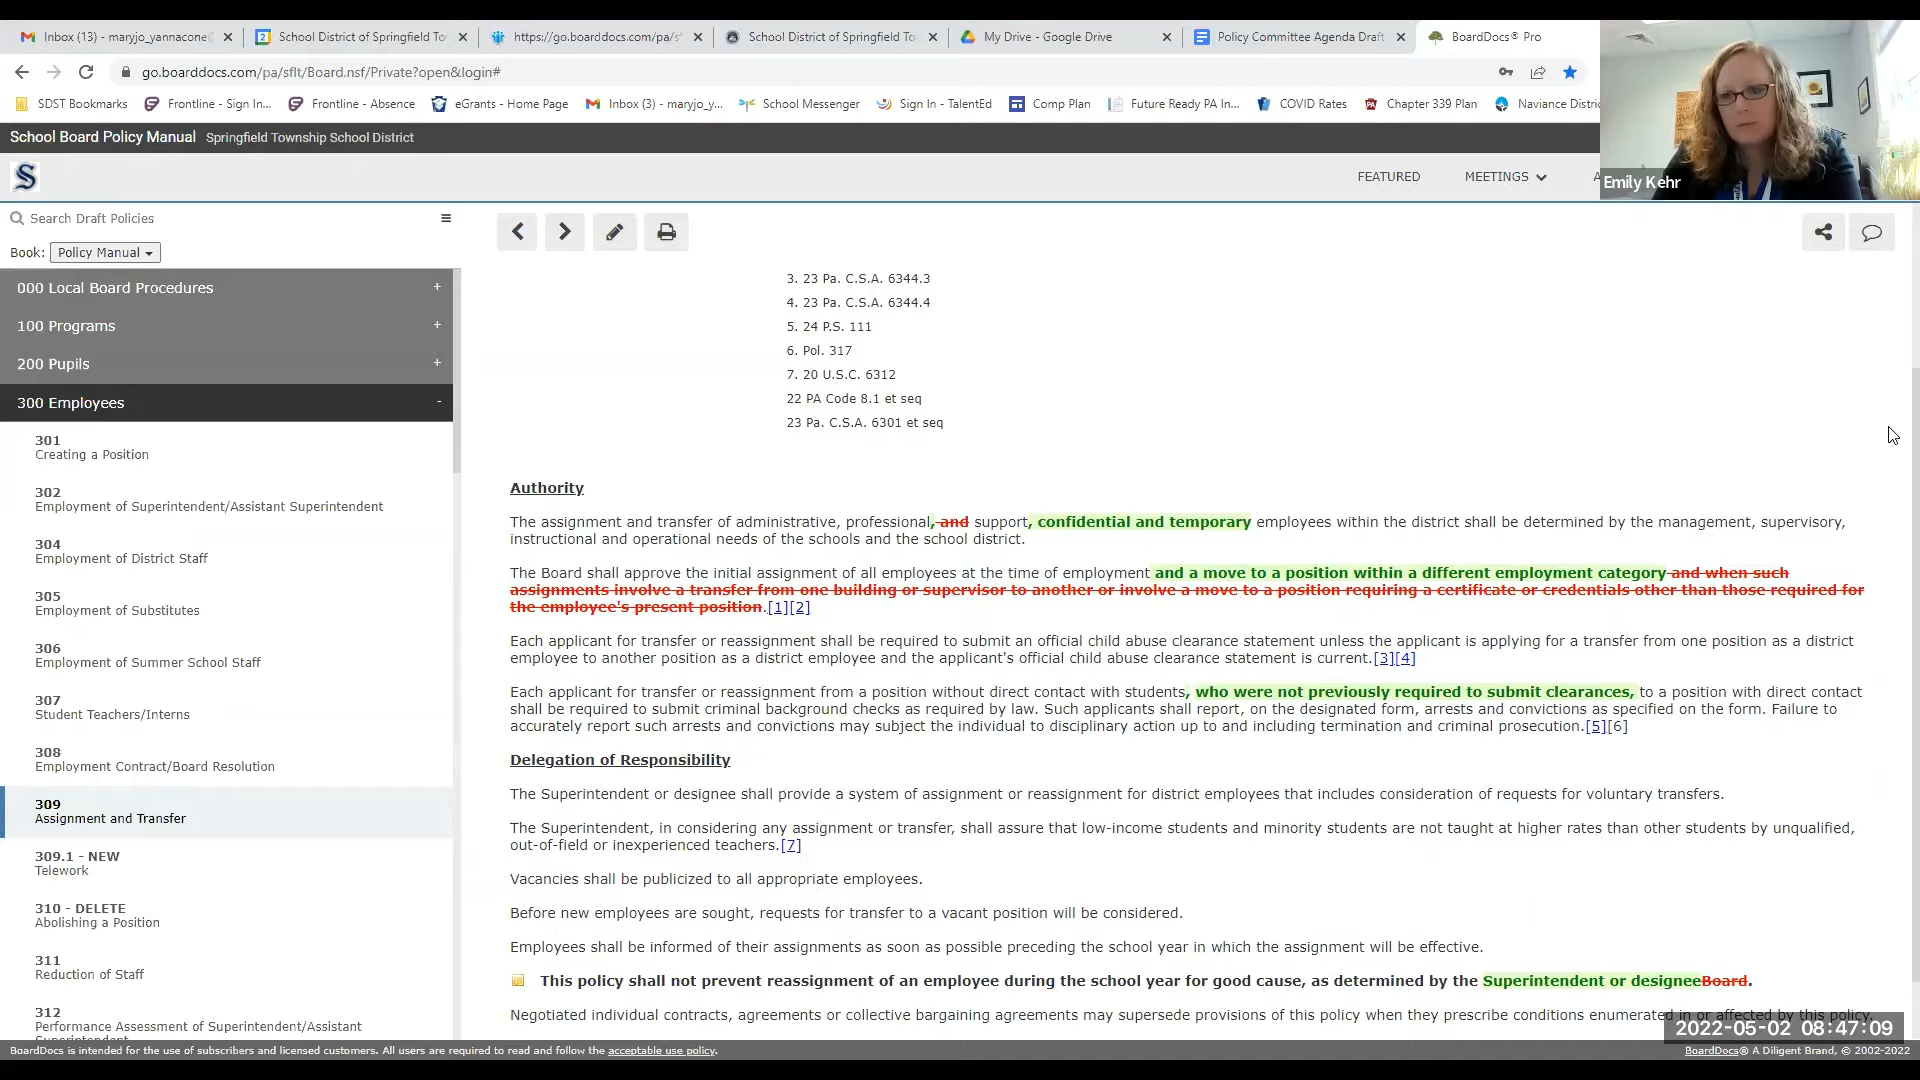 Inbox (13) - maryjo_yannacone@
School District of Springfield To
https://go.boarddocs.com/pa/s
School District of Springfield To
My Drive - Google Drive
Policy Committee Agenda Draft
BoardDocs® Pro
go.boarddocs.com/pa/sflt/Board.nsf/Private?open&login#
SDST Bookmarks
Frontline - Sign In...
Frontline - Absence
eGrants - Home Page
Inbox (3) - maryjo_y...
School Messenger
Sign In - TalentEd
Comp Plan
Future Ready PA In...
COVID Rates
Chapter 339 Plan
Naviance Distric
School Board Policy Manual Springfield Township School District
Emily Kehr
S
FEATURED
MEETINGS
A
Search Draft Policies
Book: Policy Manual
000 Local Board Procedures +
100 Programs +
200 Pupils +
300 Employees -
301
Creating a Position
302
Employment of Superintendent/Assistant Superintendent
304
Employment of District Staff
305
Employment of Substitutes
306
Employment of Summer School Staff
307
Student Teachers/Interns
308
Employment Contract/Board Resolution
309
Assignment and Transfer
309.1 - NEW
Telework
310 - DELETE
Abolishing a Position
311
Reduction of Staff
312
Performance Assessment of Superintendent/Assistant
Superintendent
3. 23 Pa. C.S.A. 6344.3
4. 23 Pa. C.S.A. 6344.4
5. 24 P.S. 111
6. Pol. 317
7. 20 U.S.C. 6312
22 PA Code 8.1 et seq
23 Pa. C.S.A. 6301 et seq
Authority
The assignment and transfer of administrative, professional, and support, confidential and temporary employees within the district shall be determined by the management, supervisory,
instructional and operational needs of the schools and the school district.
The Board shall approve the initial assignment of all employees at the time of employment and a move to a position within a different employment category and when such
assignments involve a transfer from one building or supervisor to another or involve a move to a position requiring a certificate or credentials other than those required for
the employee's present position.[1][2]
Each applicant for transfer or reassignment shall be required to submit an official child abuse clearance statement unless the applicant is applying for a transfer from one position as a district
employee to another position as a district employee and the applicant's official child abuse clearance statement is current.[3][4]
Each applicant for transfer or reassignment from a position without direct contact with students, who were not previously required to submit clearances, to a position with direct contact
shall be required to submit criminal background checks as required by law. Such applicants shall report, on the designated form, arrests and convictions as specified on the form. Failure to
accurately report such arrests and convictions may subject the individual to disciplinary action up to and including termination and criminal prosecution.[5][6]
Delegation of Responsibility
The Superintendent or designee shall provide a system of assignment or reassignment for district employees that includes consideration of requests for voluntary transfers.
The Superintendent, in considering any assignment or transfer, shall assure that low-income students and minority students are not taught at higher rates than other students by unqualified,
out-of-field or inexperienced teachers.[7]
Vacancies shall be publicized to all appropriate employees.
Before new employees are sought, requests for transfer to a vacant position will be considered.
Employees shall be informed of their assignments as soon as possible preceding the school year in which the assignment will be effective.
This policy shall not prevent reassignment of an employee during the school year for good cause, as determined by the Superintendent or designeeBoard.
Negotiated individual contracts, agreements or collective bargaining agreements may supersede provisions of this policy when they prescribe conditions enumerated in or affected by this policy.
2022-05-02 08:47:09
BoardDocs is intended for the use of subscribers and licensed customers. All users are required to read and follow the acceptable use policy.
BoardDocs® A Diligent Brand, © 2002-2022